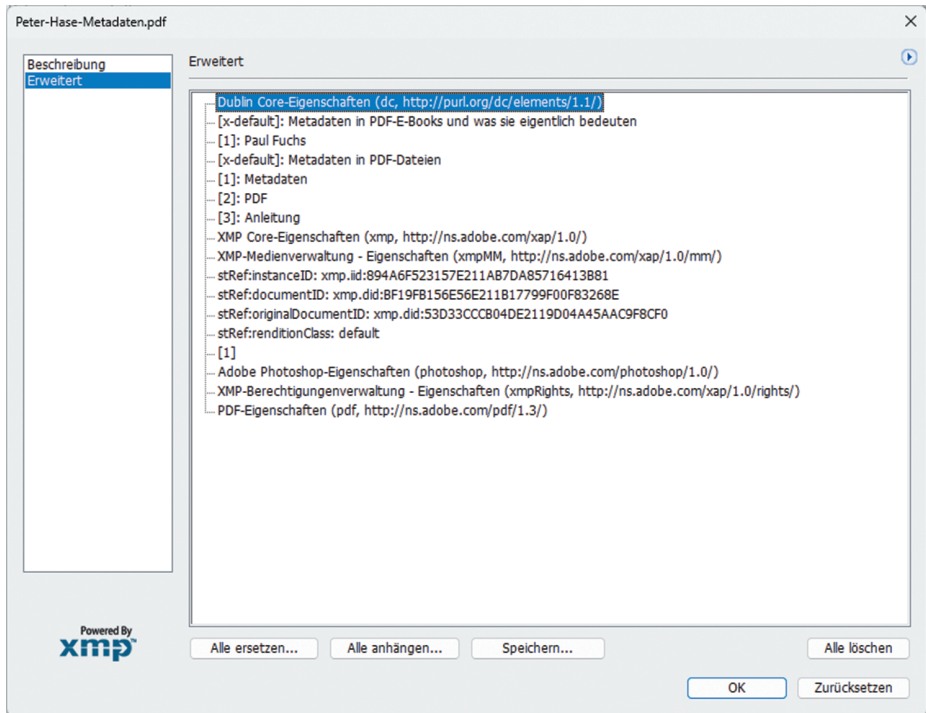 Peter-Hase-Metadaten.pdf
Beschreibung
Erweitert
Erweitert
Dublin Core-Eigenschaften (dc, http://purl.org/dc/elements/1.1/)
[x-default]: Metadaten in PDF-E-Books und was sie eigentlich bedeuten
[1]: Paul Fuchs
[x-default]: Metadaten in PDF-Dateien
[1]: Metadaten
[2]: PDF
[3]: Anleitung
XMP Core-Eigenschaften (xmp, http://ns.adobe.com/xap/1.0/)
XMP-Medienverwaltung - Eigenschaften (xmpMM, http://ns.adobe.com/xap/1.0/mm/)
stRef:instanceID: xmp.iid:894A6F523157E211AB7DA85716413B81
stRef:documentID: xmp.did:BF19FB156E56E211B17799F00F83268E
stRef:originalDocumentID: xmp.did:53D33CCCB04DE2119D04A45AAC9F8CF0
stRef:renditionClass: default
[1]
Adobe Photoshop-Eigenschaften (photoshop, http://ns.adobe.com/photoshop/1.0/)
XMP-Berechtigungenverwaltung - Eigenschaften (xmpRights, http://ns.adobe.com/xap/1.0/rights/)
PDF-Eigenschaften (pdf, http://ns.adobe.com/pdf/1.3/)
Powered By
xmp™
Alle ersetzen... Alle anhängen... Speichern... Alle löschen
OK Zurücksetzen